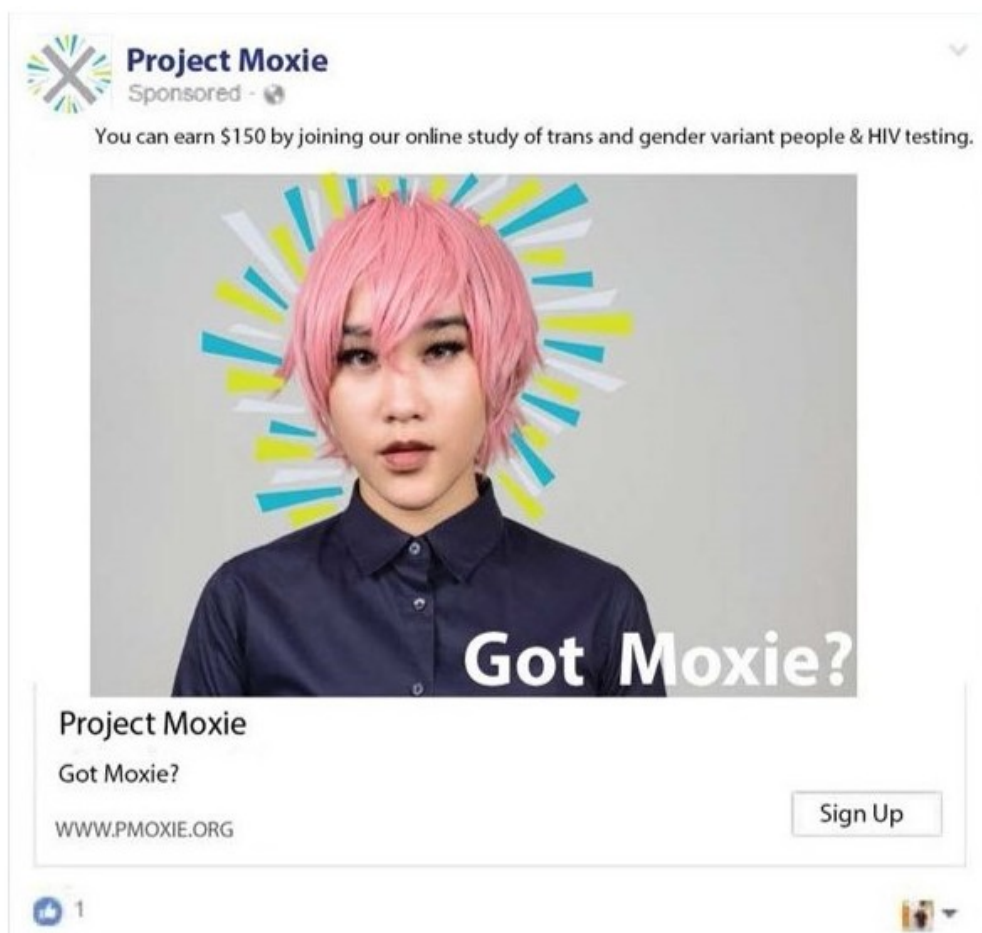 Project Moxie
Sponsored -
You can earn $150 by joining our online study of trans and gender variant people & HIV testing.
Got Moxie?
Project Moxie
Got Moxie?
WWW.PMOXIE.ORG
Sign Up
1